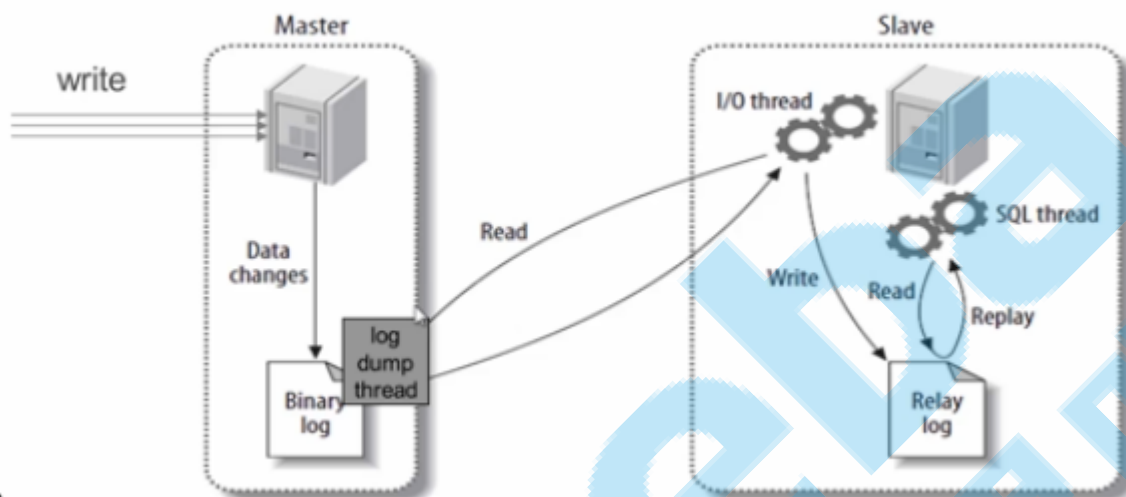 Master
Slave
write
I/O thread
SQL thread
Read
Data
changes
Write
Read
Replay
log
dump
thread
Binary
log
Relay
log